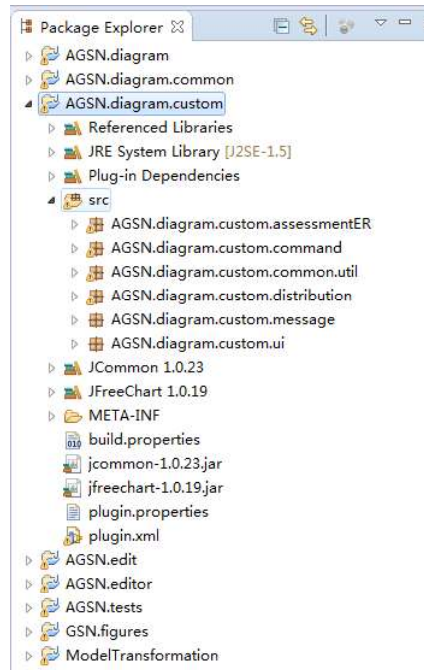 Package Explorer
AGSN.diagram
AGSN.diagram.common
AGSN.diagram.custom
Referenced Libraries
JRE System Library [J2SE-1.5]
Plug-in Dependencies
src
AGSN.diagram.custom.assessmentER
AGSN.diagram.custom.command
AGSN.diagram.custom.common.util
AGSN.diagram.custom.distribution
AGSN.diagram.custom.message
AGSN.diagram.custom.ui
JCommon 1.0.23
JFreeChart 1.0.19
META-INF
build.properties
jcommon-1.0.23.jar
jfreechart-1.0.19.jar
plugin.properties
plugin.xml
AGSN.edit
AGSN.editor
AGSN.tests
GSN.figures
ModelTransformation